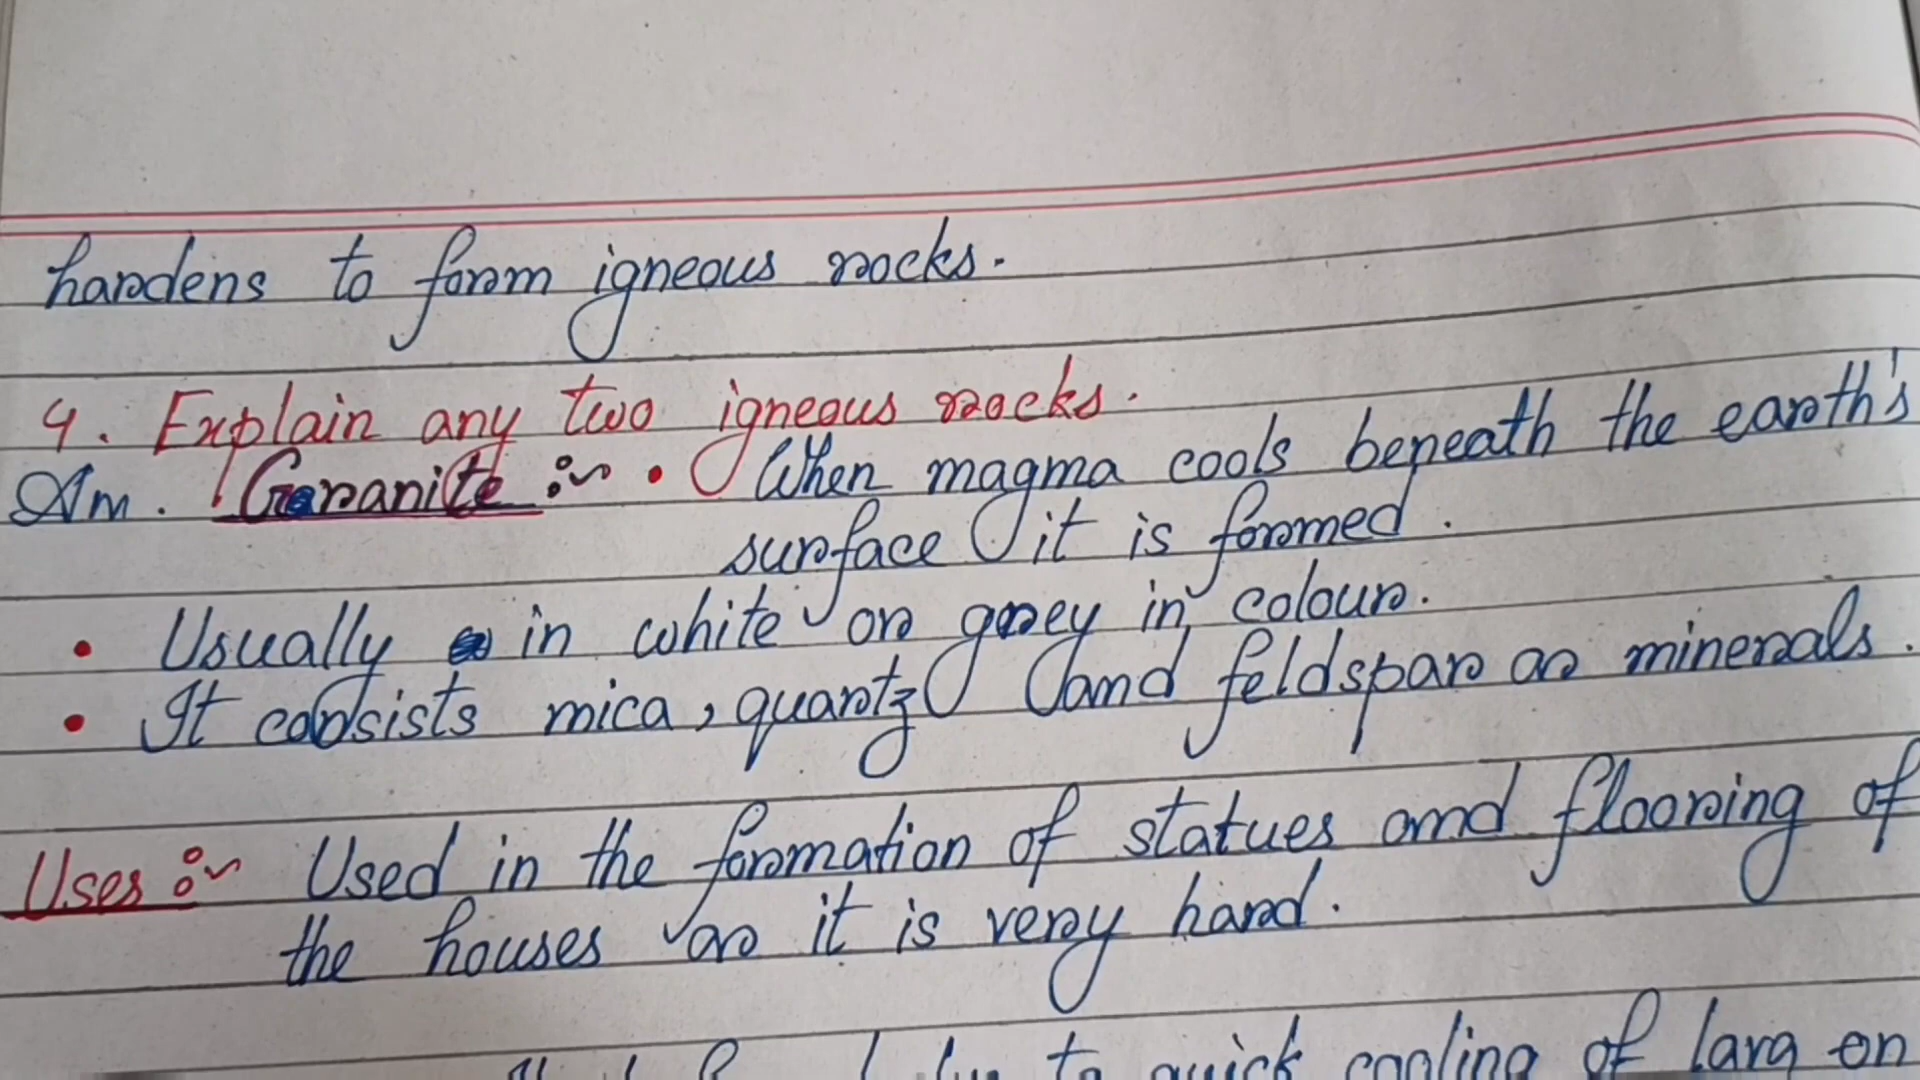 hardens to form igneous rocks.
4. Explain any two igneous rocks.
Ans. Granite :~ • When magma cools beneath the earth's
surface it is formed.
• Usually in white or grey in colour.
• It consists mica, quartz and feldspar as minerals.
Uses :~ Used in the formation of statues and flooring of
the houses as it is very hard.
to quick cooling of lava on